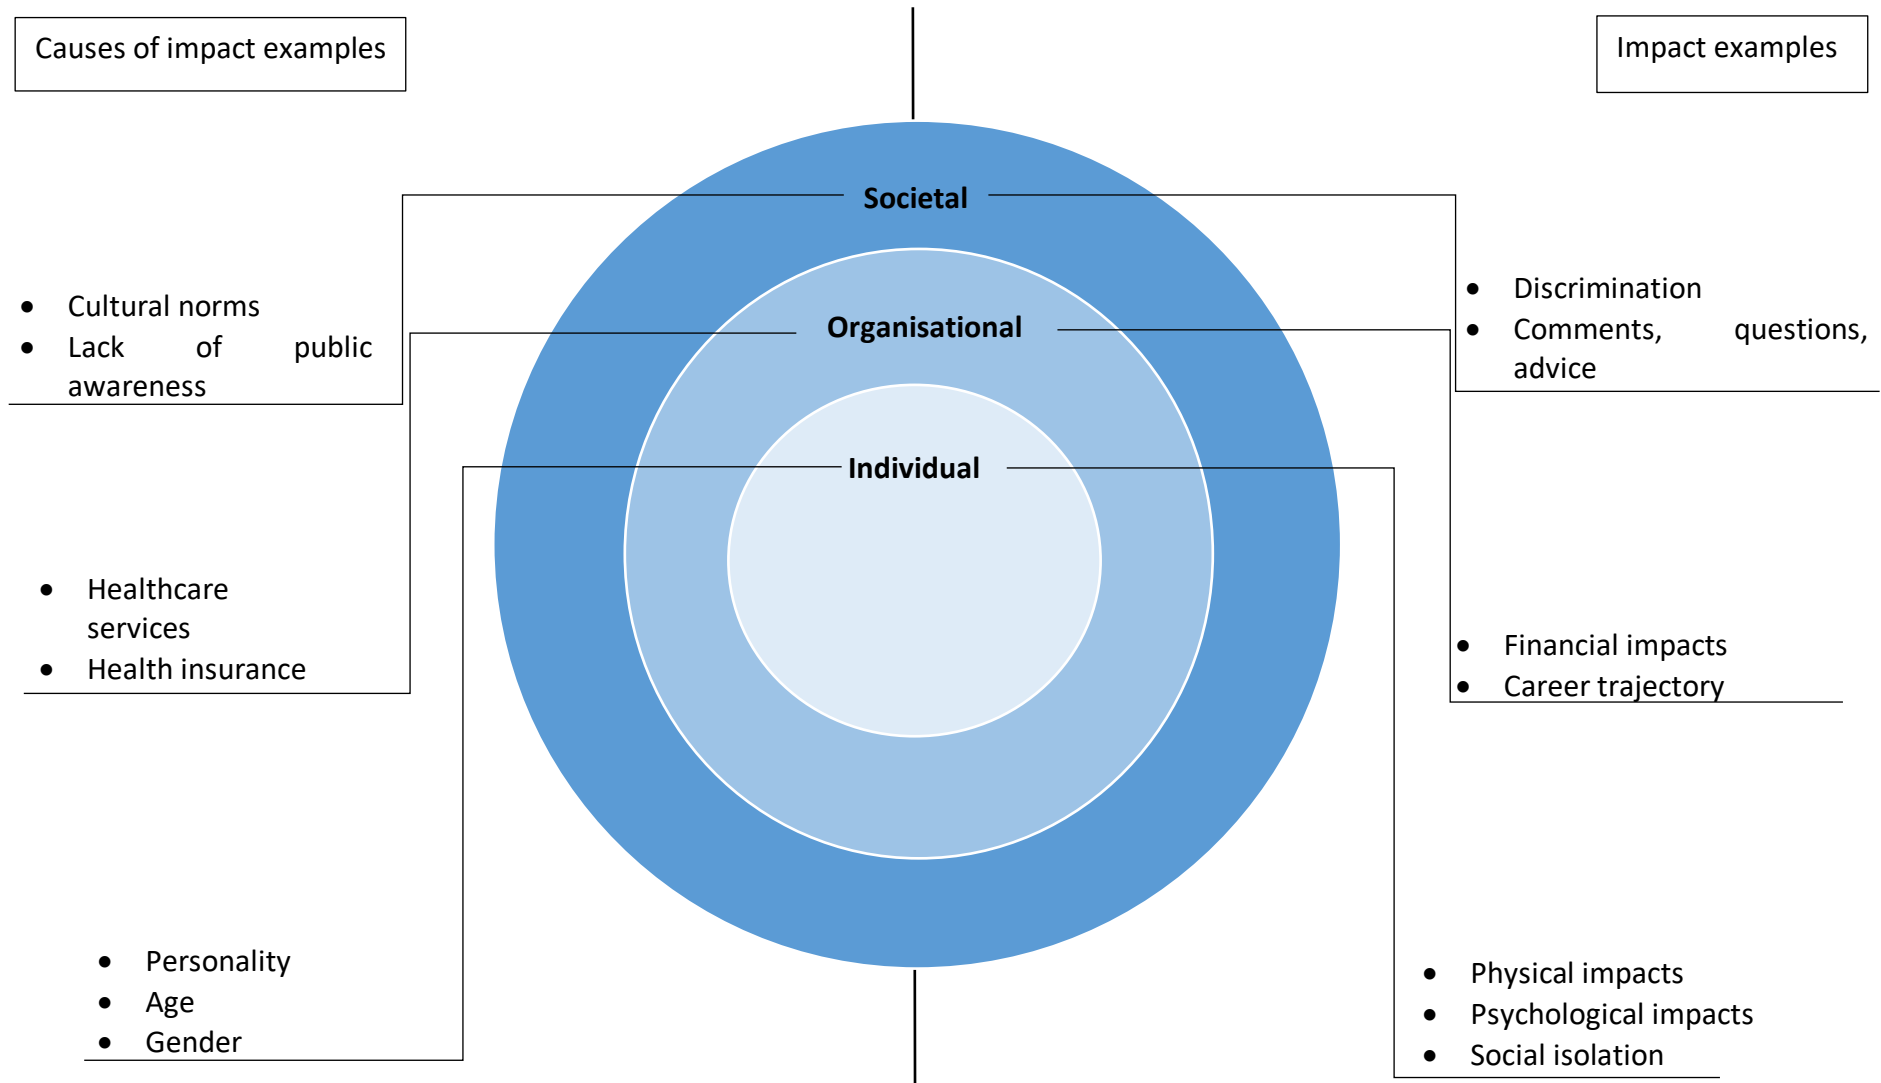 Causes of impact examples
Impact examples
Societal
• Cultural norms
• Lack of public
awareness
• Discrimination
• Comments, questions,
advice
Organisational
• Healthcare
services
• Health insurance
• Financial impacts
• Career trajectory
Individual
• Personality
• Age
• Gender
• Physical impacts
• Psychological impacts
• Social isolation